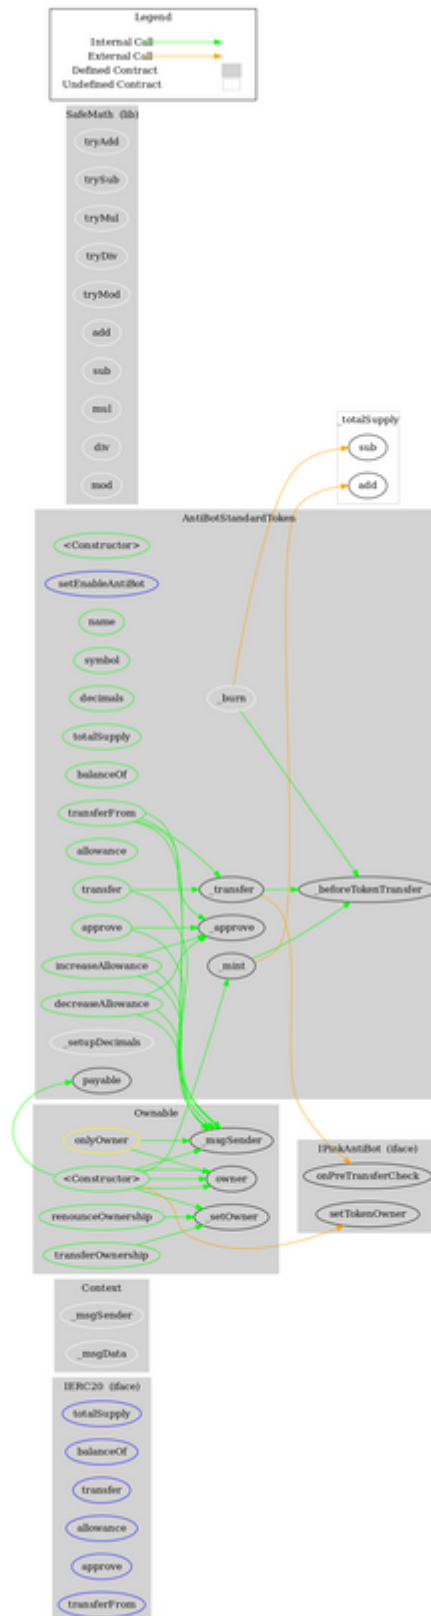 Legend
Internal Call
External Call
Defined Contract
Undefined Contract
SafeMath (lib)
tryAdd
trySub
tryMul
tryDiv
tryMod
add
sub
mul
div
mod
_totalSupply
sub
add
AntiBotStandardToken
<Constructor>
setEnableAntiBot
name
symbol
decimals
_burn
totalSupply
balanceOf
transferFrom
allowance
transfer
_transfer
_beforeTokenTransfer
approve
_approve
increaseAllowance
_mint
decreaseAllowance
_setupDecimals
payable
Ownable
onlyOwner
_msgSender
<Constructor>
owner
renounceOwnership
_setOwner
transferOwnership
IPinkAntiBot (iface)
onPreTransferCheck
setTokenOwner
Context
_msgSender
_msgData
IERC20 (iface)
totalSupply
balanceOf
transfer
allowance
approve
transferFrom